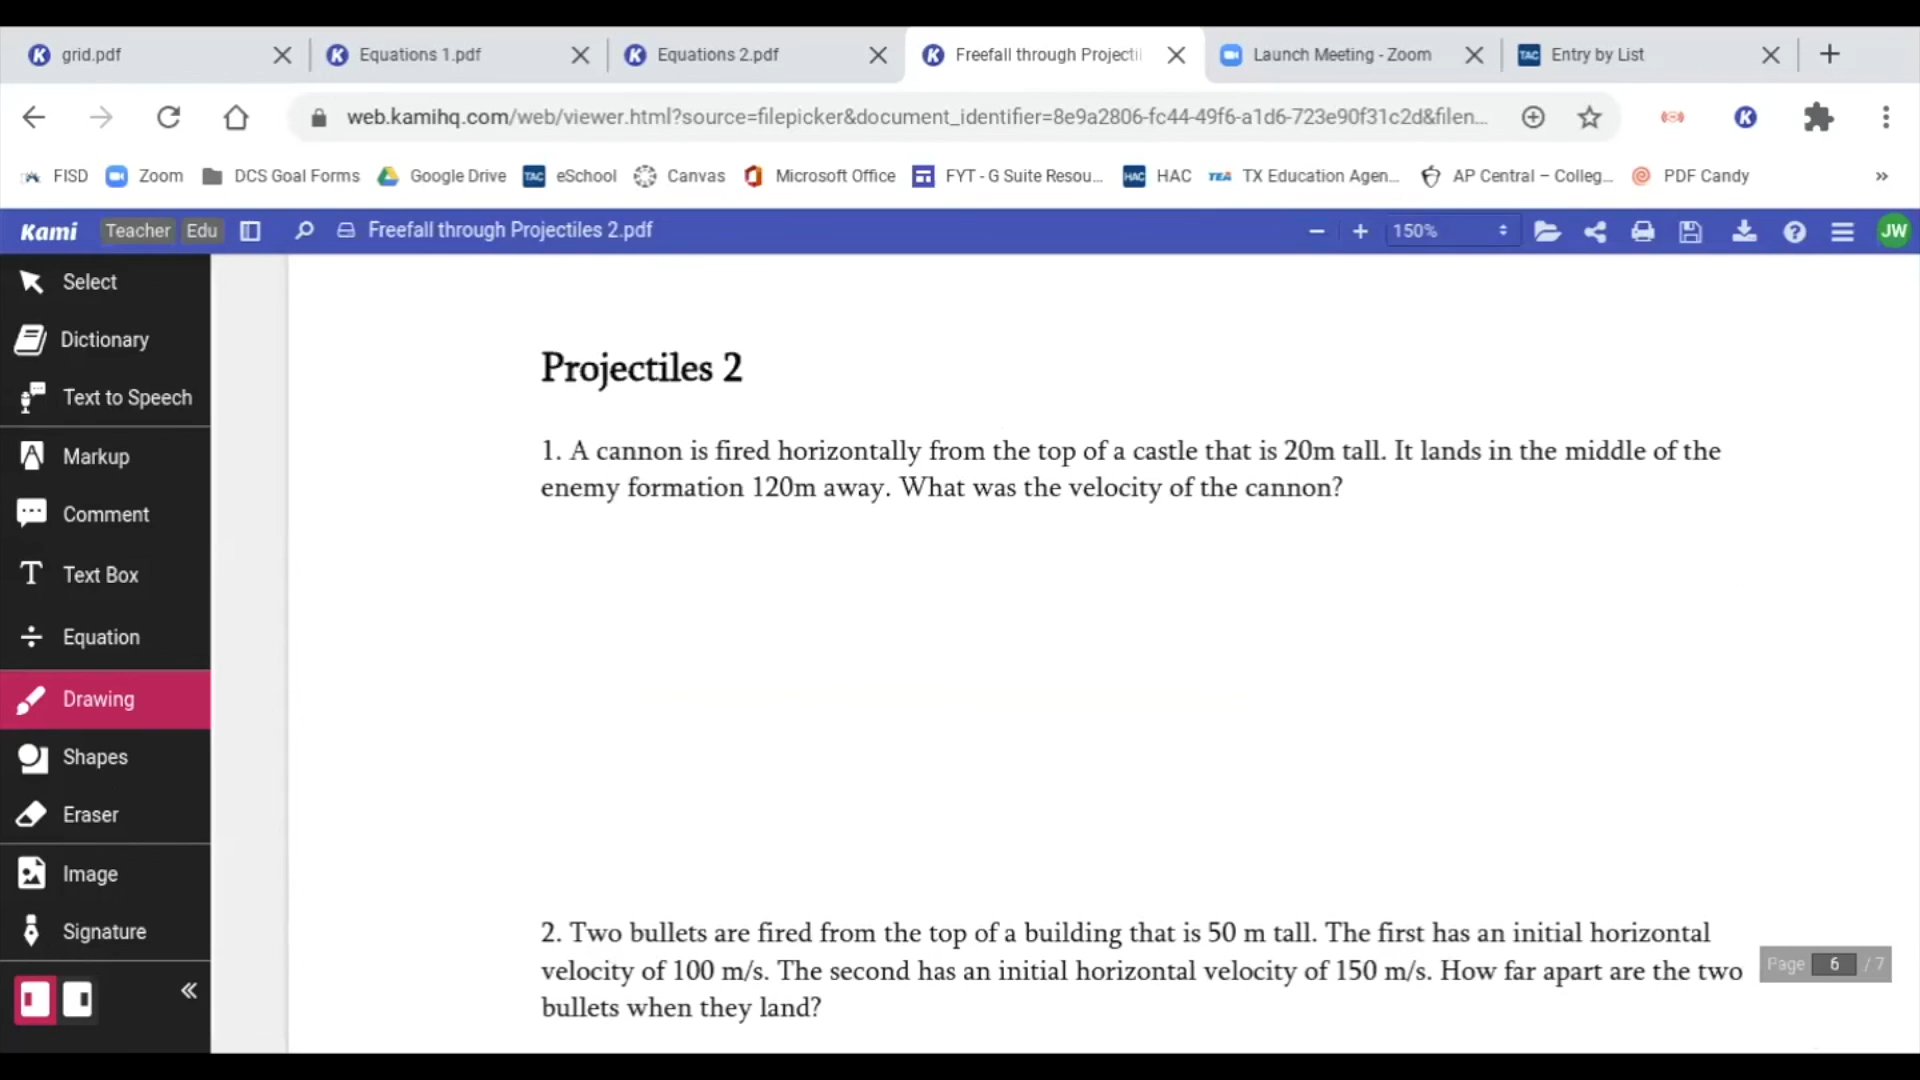 grid.pdf
Equations 1.pdf
Equations 2.pdf
Freefall through Projecti
Launch Meeting - Zoom
TAC
Entry by List
web.kamihq.com/web/viewer.html?source=filepicker&document_identifier=8e9a2806-fc44-49f6-a1d6-723e90f31c2d&filen...
FISD
Zoom
DCS Goal Forms
Google Drive
TAC
eSchool
Canvas
Microsoft Office
FYT - G Suite Resou...
HAC
HAC
TEA
TX Education Agen...
AP Central – Colleg...
PDF Candy
Kami
Teacher
Edu
Freefall through Projectiles 2.pdf
150%
JW
Select
Dictionary
Text to Speech
Markup
Comment
Text Box
Equation
Drawing
Shapes
Eraser
Image
Signature
Projectiles 2
1. A cannon is fired horizontally from the top of a castle that is 20m tall. It lands in the middle of the
enemy formation 120m away. What was the velocity of the cannon?
2. Two bullets are fired from the top of a building that is 50 m tall. The first has an initial horizontal
velocity of 100 m/s. The second has an initial horizontal velocity of 150 m/s. How far apart are the two
bullets when they land?
Page 6 / 7